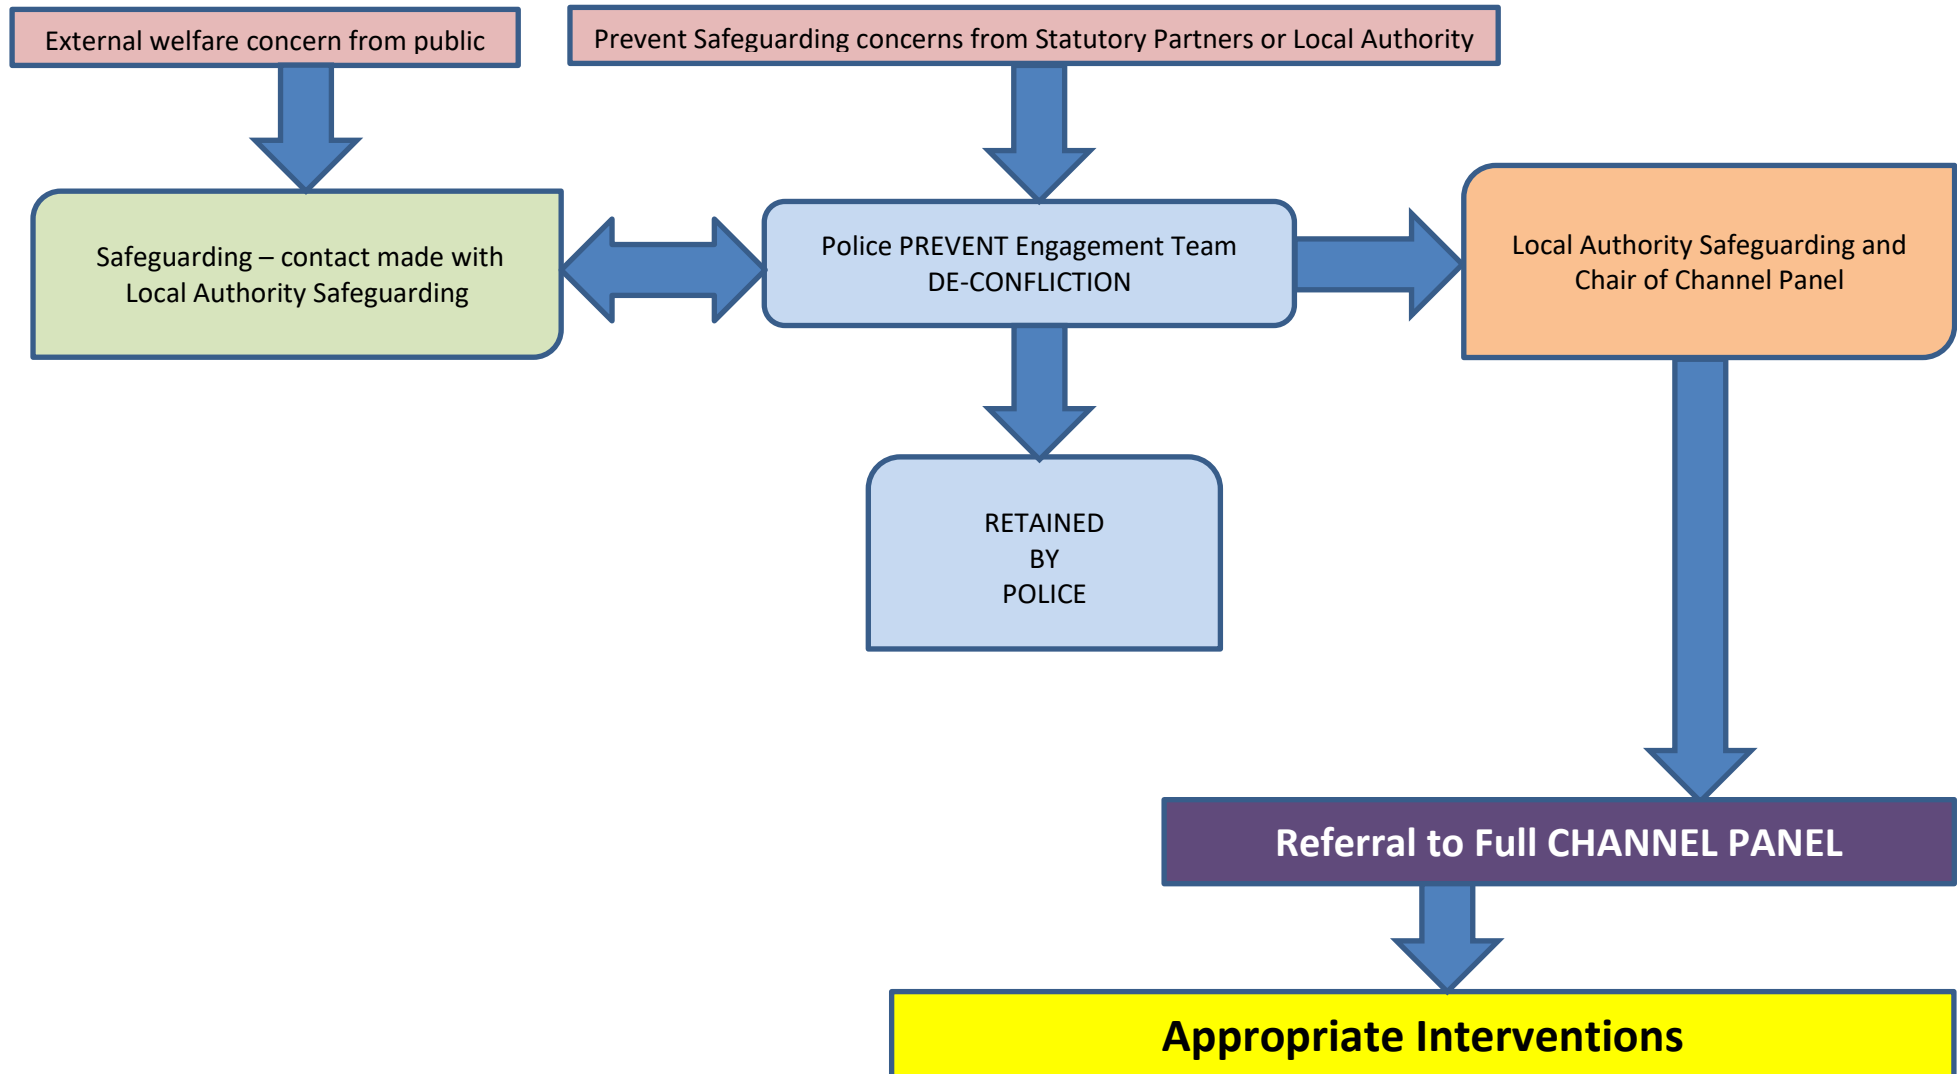 External welfare concern from public
Prevent Safeguarding concerns from Statutory Partners or Local Authority
Safeguarding – contact made with
Local Authority Safeguarding
Police PREVENT Engagement Team
DE-CONFLICTION
Local Authority Safeguarding and
Chair of Channel Panel
RETAINED
BY
POLICE
Referral to Full CHANNEL PANEL
Appropriate Interventions